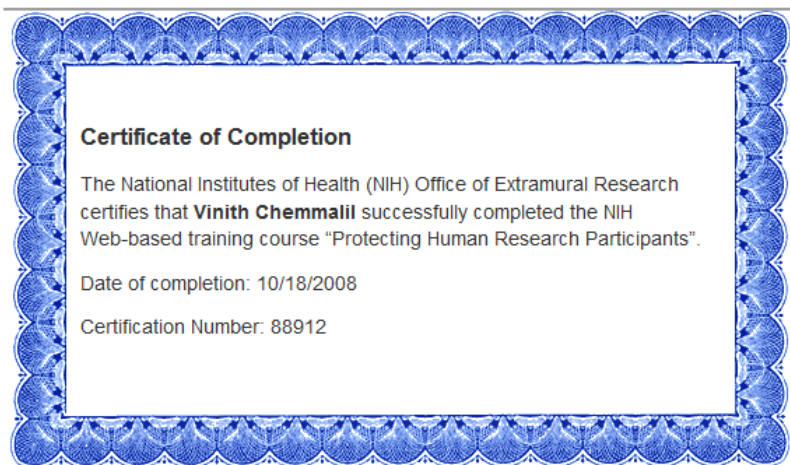 Certificate of Completion
The National Institutes of Health (NIH) Office of Extramural Research
certifies that Vinith Chemmalil successfully completed the NIH
Web-based training course “Protecting Human Research Participants”.
Date of completion: 10/18/2008
Certification Number: 88912